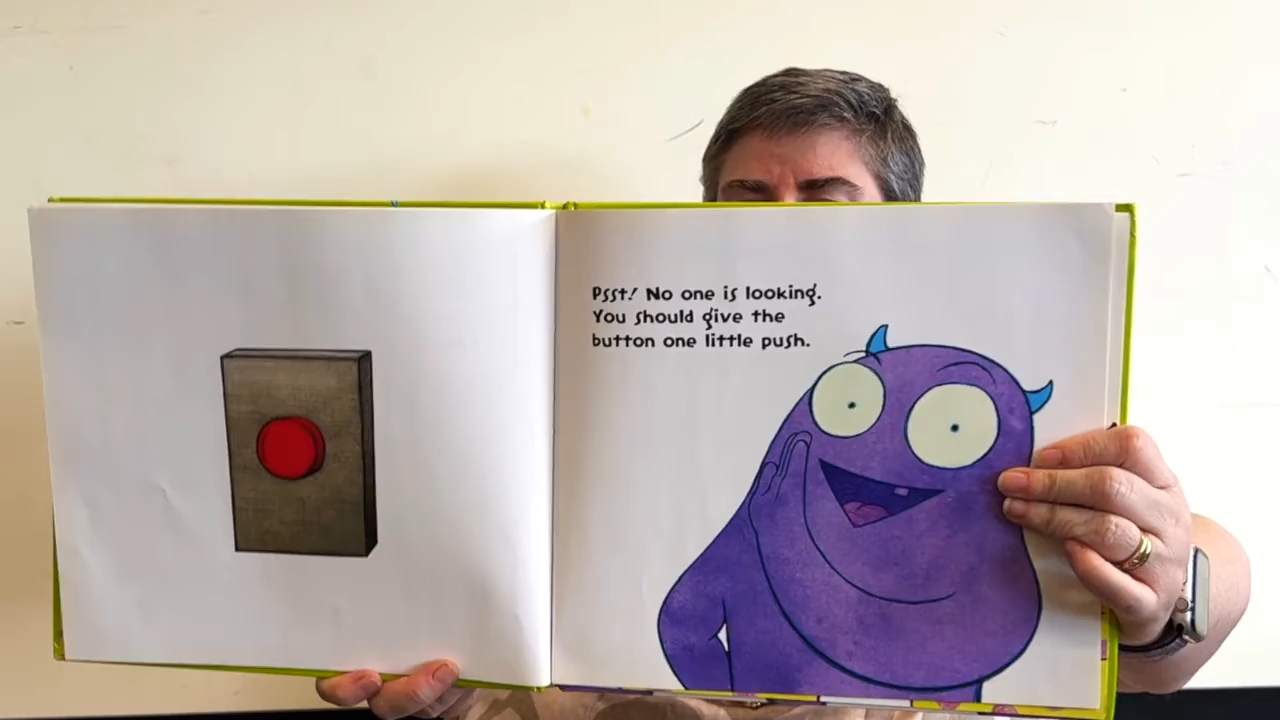 Psst! No one is looking.
You should give the
button one little push.